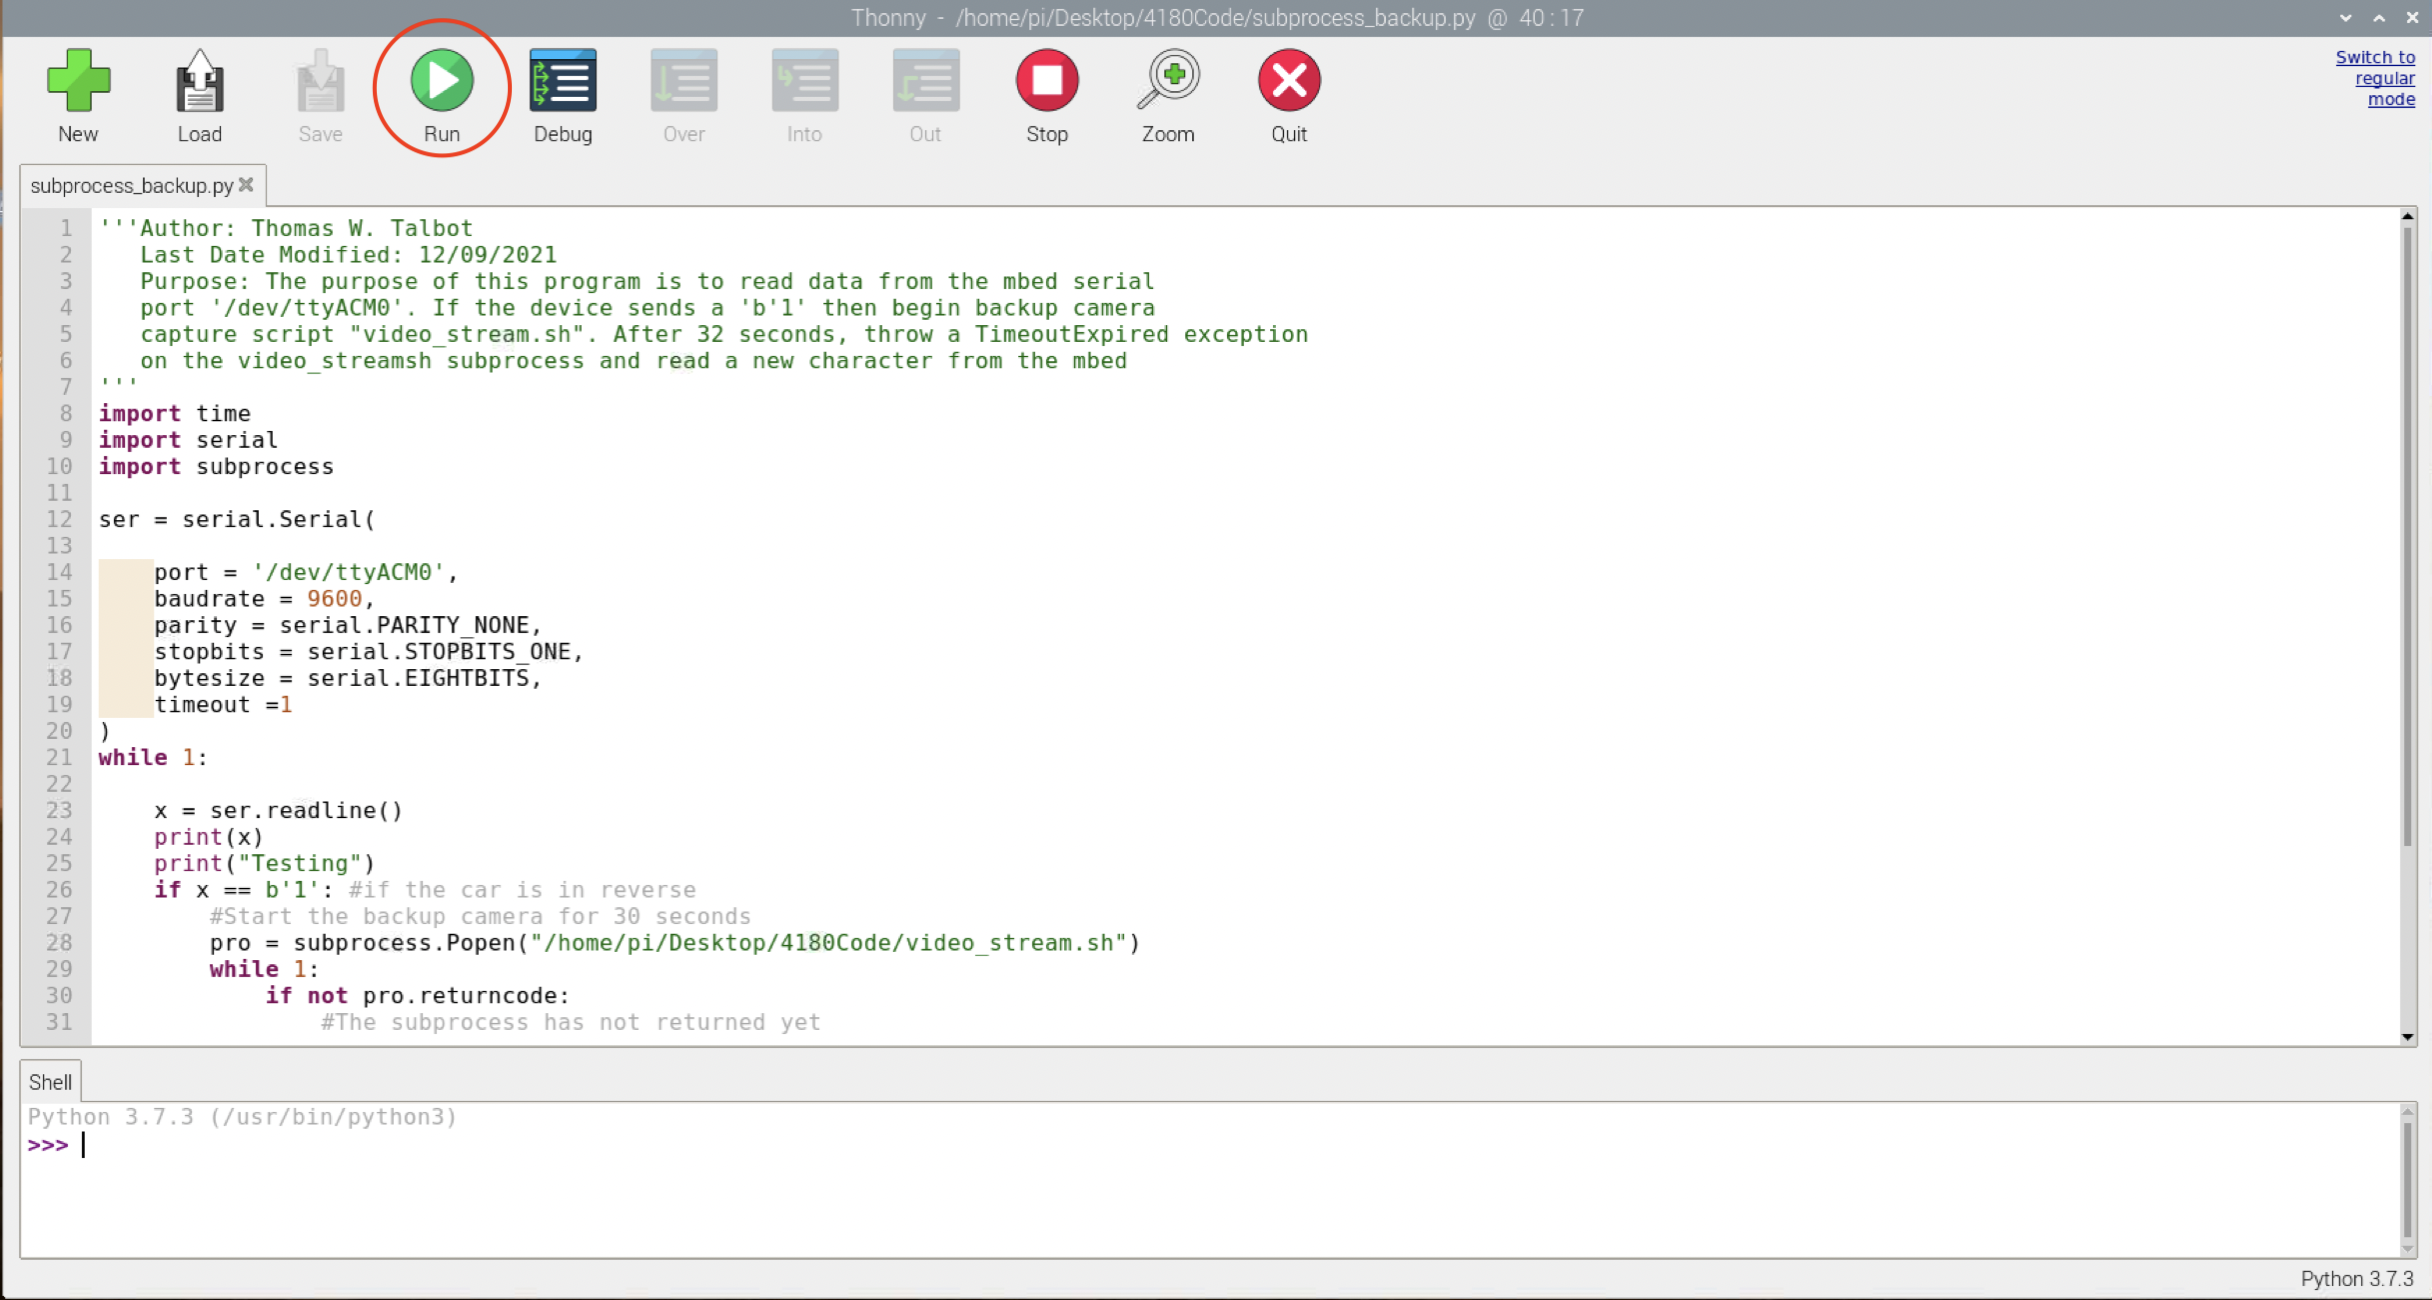 Thonny - /home/pi/Desktop/4180Code/subprocess_backup.py @ 40:17
New Load Save Run Debug Over Into Out Stop Zoom Quit
Switch to
regular
mode
subprocess_backup.py
1 '''Author: Thomas W. Talbot
2    Last Date Modified: 12/09/2021
3    Purpose: The purpose of this program is to read data from the mbed serial
4    port '/dev/ttyACM0'. If the device sends a 'b'1' then begin backup camera
5    capture script "video_stream.sh". After 32 seconds, throw a TimeoutExpired exception
6    on the video_streamsh subprocess and read a new character from the mbed
7 '''
8 import time
9 import serial
10 import subprocess
11
12 ser = serial.Serial(
13
14     port = '/dev/ttyACM0',
15     baudrate = 9600,
16     parity = serial.PARITY_NONE,
17     stopbits = serial.STOPBITS_ONE,
18     bytesize = serial.EIGHTBITS,
19     timeout =1
20 )
21 while 1:
22
23     x = ser.readline()
24     print(x)
25     print("Testing")
26     if x == b'1': #if the car is in reverse
27         #Start the backup camera for 30 seconds
28         pro = subprocess.Popen("/home/pi/Desktop/4180Code/video_stream.sh")
29         while 1:
30             if not pro.returncode:
31                 #The subprocess has not returned yet
Shell
Python 3.7.3 (/usr/bin/python3)
>>>
Python 3.7.3